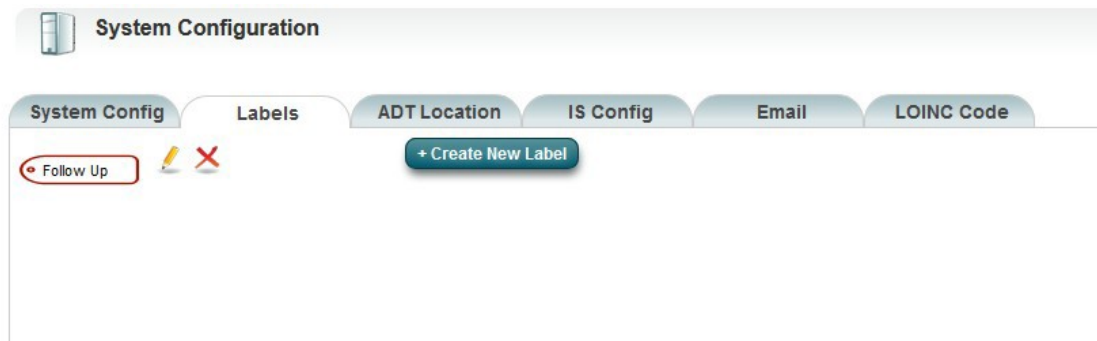 System Configuration
System Config Labels ADT Location IS Config Email LOINC Code
Follow Up + Create New Label